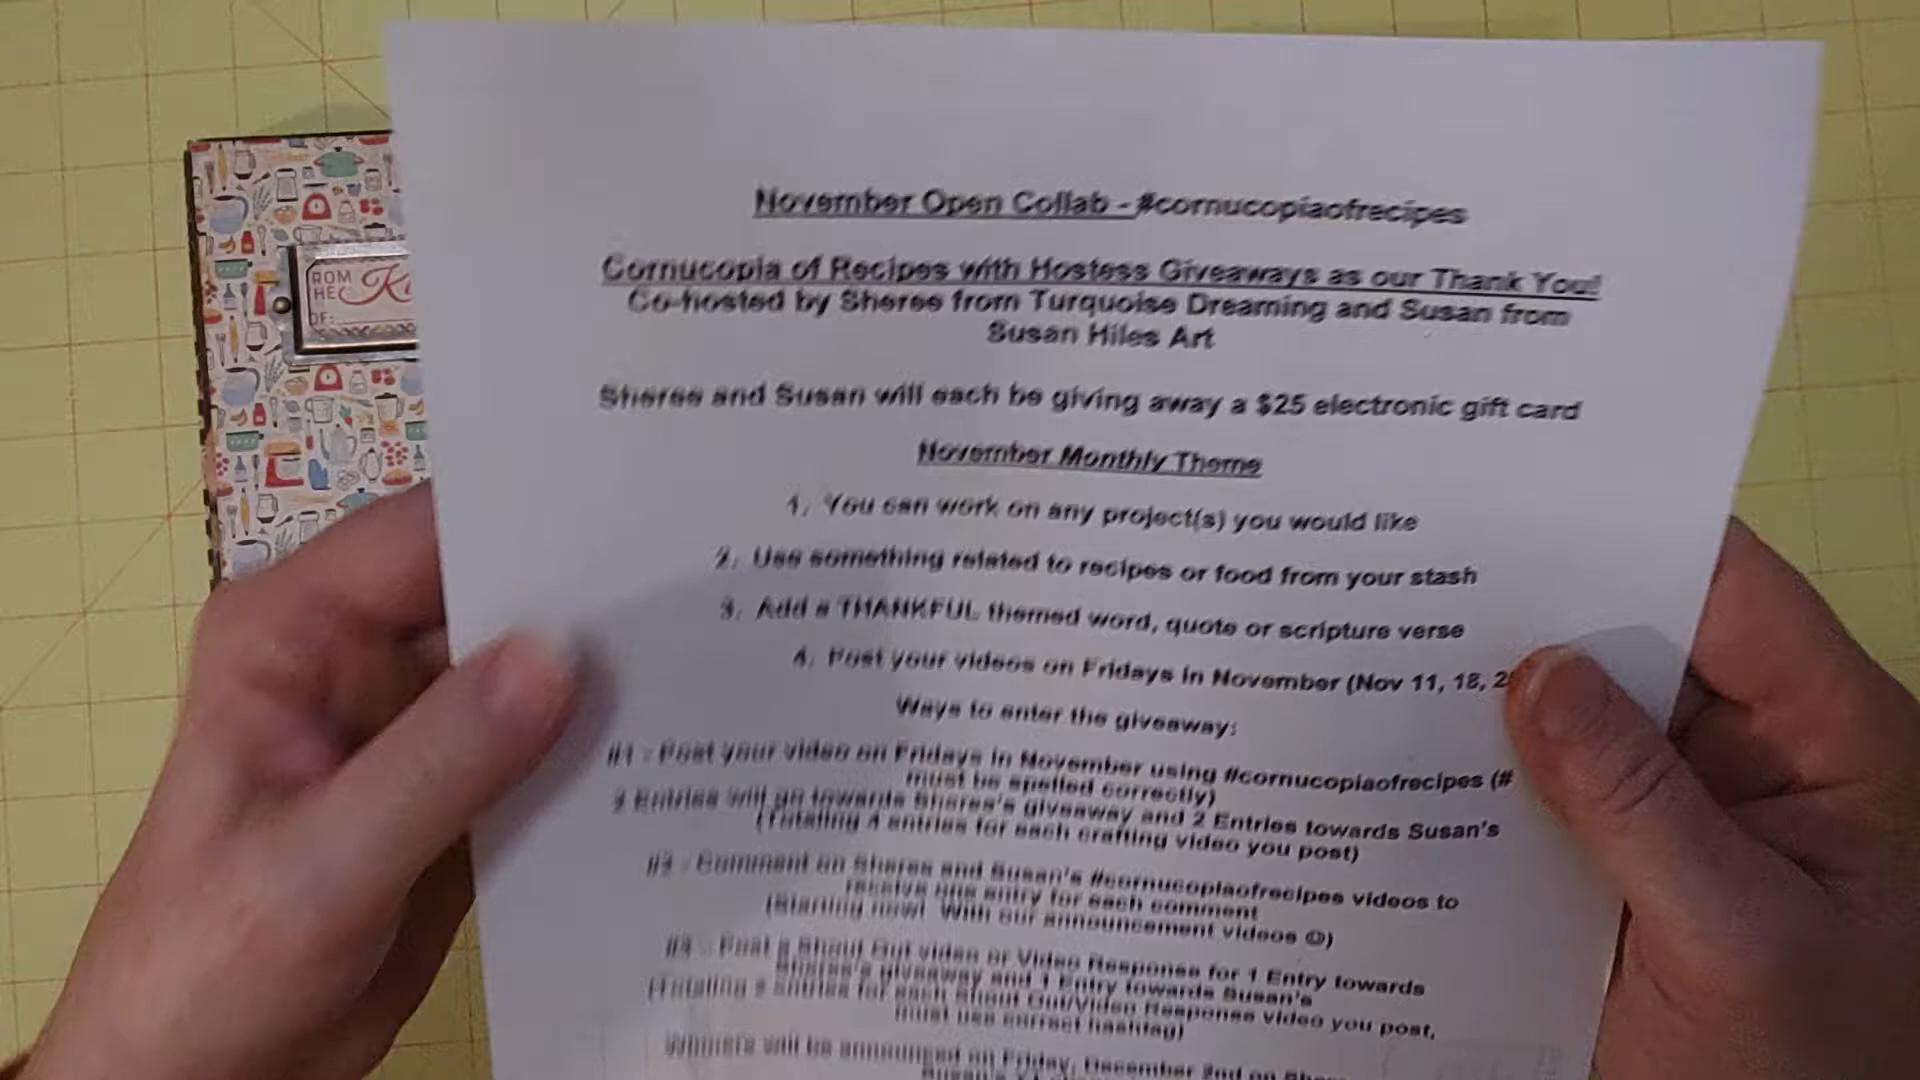 November Open Collab - #cornucopiaofrecipes
Cornucopia of Recipes with Hostess Giveaways as our Thank You!
Co-hosted by Sheree from Turquoise Dreaming and Susan from
Susan Hiles Art
Sheree and Susan will each be giving away a $25 electronic gift card
November Monthly Theme
1. You can work on any project(s) you would like
2. Use something related to recipes or food from your stash
3. Add a THANKFUL themed word, quote or scripture verse
4. Post your videos on Fridays in November (Nov 11, 18,
Ways to enter the giveaway:
#1 - Post your video on Fridays in November using #cornucopiaofrecipes (#
must be spelled correctly)
2 Entries will go towards Sheree's giveaway and 2 Entries towards Susan's
(Totaling 4 entries for each crafting video you post)
#2 - Comment on Sheree and Susan's #cornucopiaofrecipes videos to
receive one entry for each comment
(Starting now! With our announcement videos ☺)
#3 - Post a Shout Out video or Video Response for 1 Entry towards
Sheree's giveaway and 1 Entry towards Susan's
(Totaling 2 entries for each Shout Out/Video Response video you post,
must use correct hashtag)
Winners will be announced on Friday, December 2nd on
ROM
HE
OF: